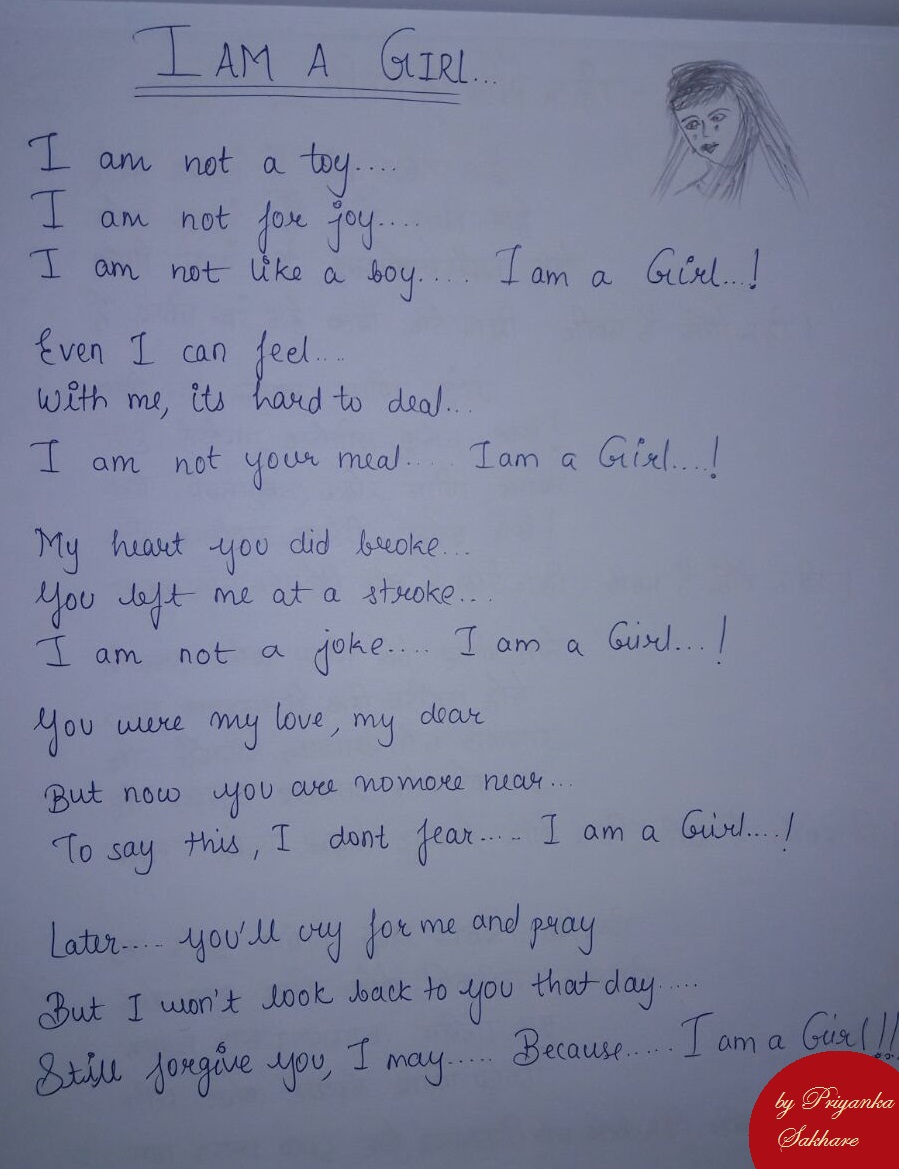 I AM A GIRL...
I am not a toy....
I am not for joy....
I am not like a boy.... I am a Girl...!
Even I can feel...
With me, its hard to deal...
I am not your meal.... I am a Girl....!
My heart you did broke...
You left me at a stroke....
I am not a joke.... I am a Girl...!
You were my love, my dear
But now you are nomore near...
To say this, I dont fear..... I am a Girl....!
Later..... you'll cry for me and pray
But I won't look back to you that day.....
Still forgive you, I may..... Because..... I am a Girl!!
by Priyanka
Sakhare